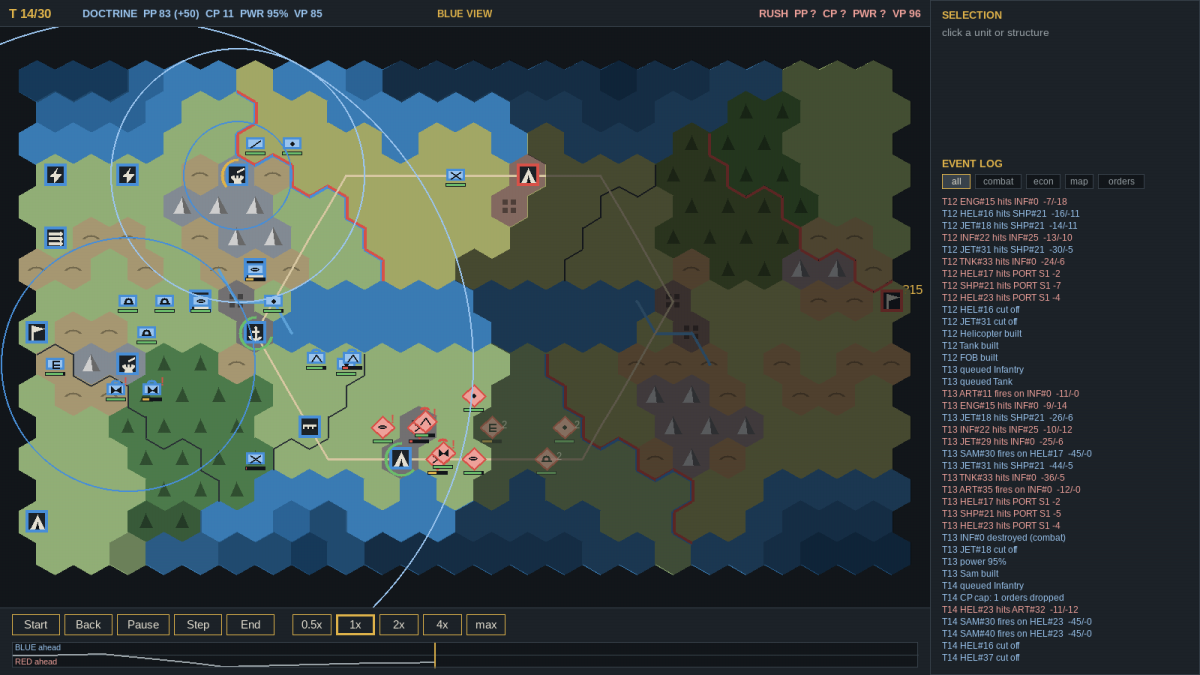 T 14/30 DOCTRINE PP 83 (+50) CP 11 PWR 95% VP 85 BLUE VIEW RUSH PP ? CP ? PWR ? VP 96
SELECTION
click a unit or structure
EVENT LOG
all combat econ map orders
T12 ENG#15 hits INF#0 -7/-18
T12 HEL#16 hits SHP#21 -16/-11
T12 JET#18 hits SHP#21 -14/-11
T12 INF#22 hits INF#25 -13/-10
T12 JET#31 hits SHP#21 -30/-5
T12 TNK#33 hits INF#0 -24/-6
T12 HEL#17 hits PORT S1 -2
T12 SHP#21 hits PORT S1 -7
T12 HEL#23 hits PORT S1 -4
T12 HEL#16 cut off
T12 JET#31 cut off
T12 Helicopter built
T12 Tank built
T12 FOB built
T13 queued Infantry
T13 queued Tank
T13 ART#11 fires on INF#0 -11/-0
T13 ENG#15 hits INF#0 -9/-14
T13 JET#18 hits SHP#21 -26/-6
T13 INF#22 hits INF#25 -10/-12
T13 JET#29 hits INF#0 -25/-6
T13 SAM#30 fires on HEL#17 -45/-0
T13 JET#31 hits SHP#21 -44/-5
T13 TNK#33 hits INF#0 -36/-5
T13 ART#35 fires on INF#0 -12/-0
T13 HEL#17 hits PORT S1 -2
T13 SHP#21 hits PORT S1 -5
T13 HEL#23 hits PORT S1 -4
T13 INF#0 destroyed (combat)
T13 JET#18 cut off
T13 power 95%
T13 Sam built
T14 queued Infantry
T14 CP cap: 1 orders dropped
T14 HEL#23 hits ART#32 -11/-12
T14 SAM#30 fires on HEL#23 -45/-0
T14 SAM#40 fires on HEL#23 -45/-0
T14 HEL#16 cut off
T14 HEL#37 cut off
315
2
2
2
Start Back Pause Step End 0.5x 1x 2x 4x max
BLUE ahead
RED ahead